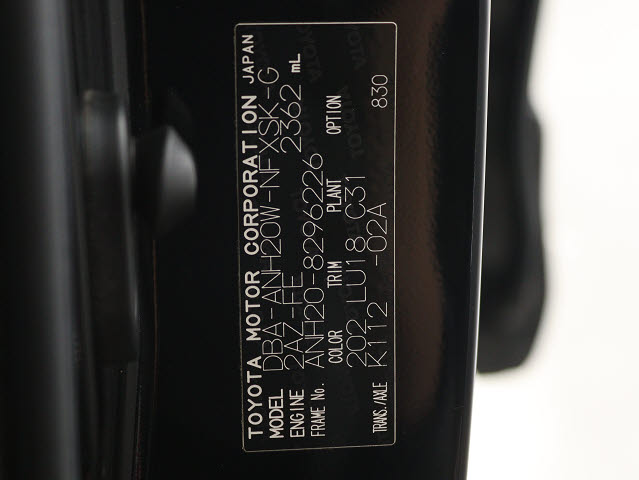 TOYOTA MOTOR CORPORATION JAPAN
MODEL DBA-ANH20W-NFXSK-G
ENGINE 2AZ-FE 2362 mL
FRAME No. ANH20-8296226
COLOR TRIM PLANT OPTION
202 LU18 C31
TRANS./AXLE K112 -02A 830